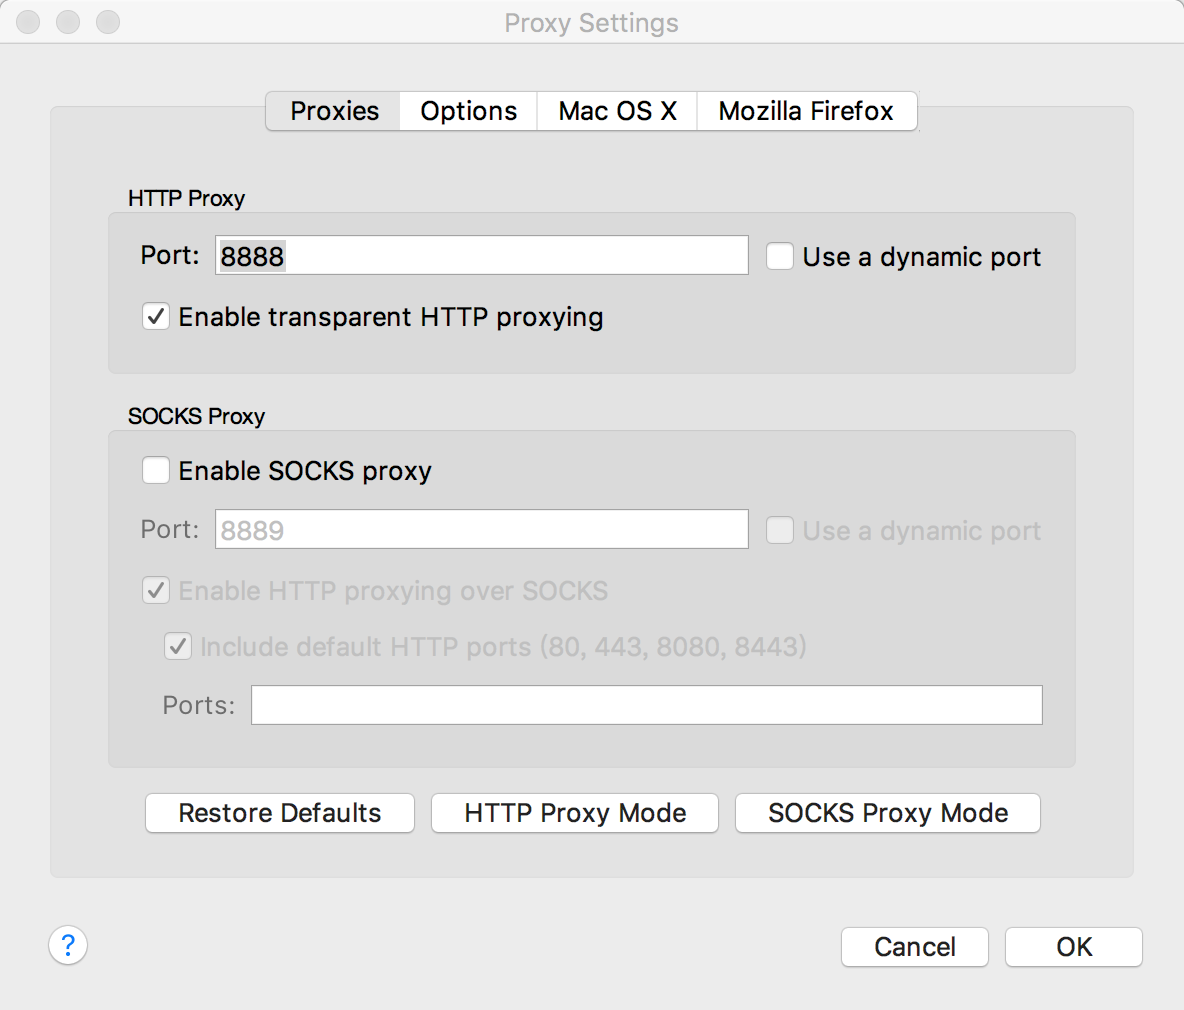 Proxy Settings
Proxies Options Mac OS X Mozilla Firefox
HTTP Proxy
Port: 8888 Use a dynamic port
Enable transparent HTTP proxying
SOCKS Proxy
Enable SOCKS proxy
Port: 8889 Use a dynamic port
Enable HTTP proxying over SOCKS
Include default HTTP ports (80, 443, 8080, 8443)
Ports:
Restore Defaults HTTP Proxy Mode SOCKS Proxy Mode
? Cancel OK